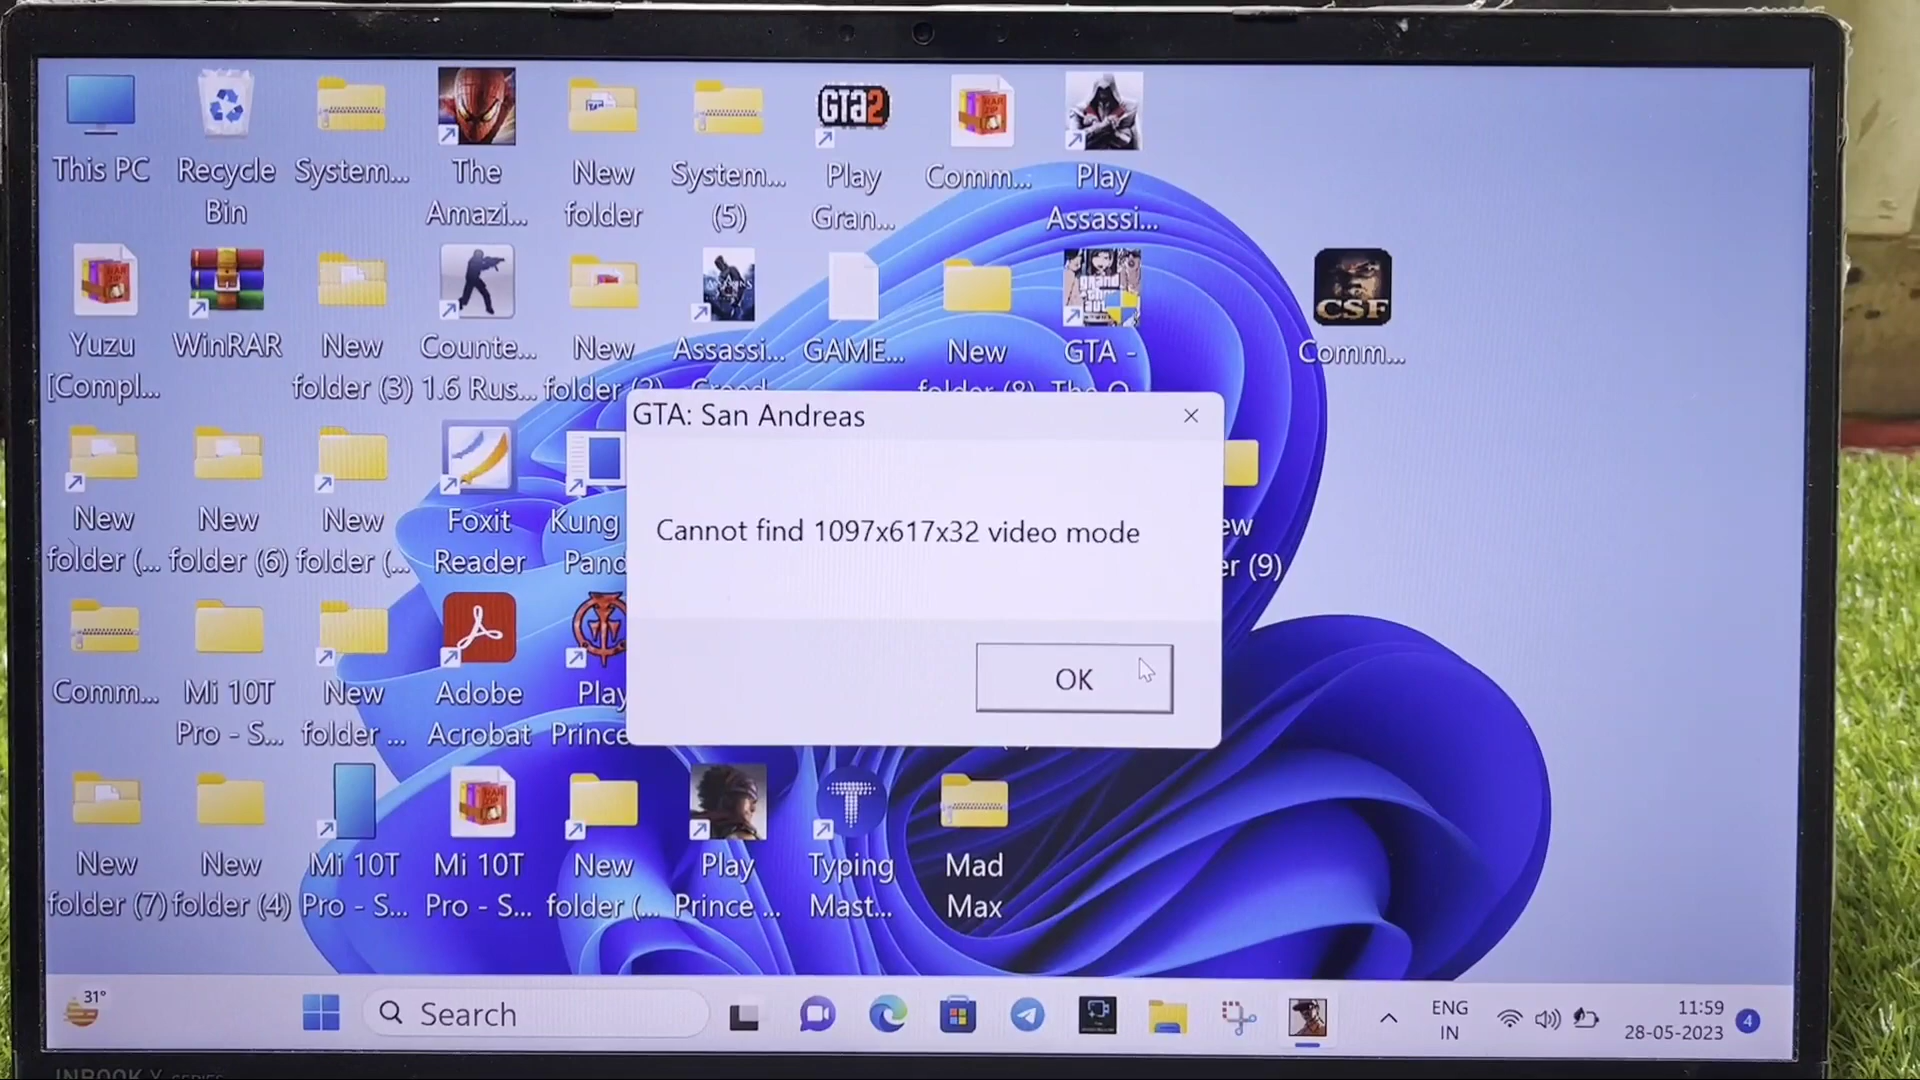 This PC
Recycle Bin
System...
The Amazi...
New folder
System... (5)
GTA2
Play Gran...
Comm...
Play Assassi...
Yuzu [Compl...
WinRAR
New folder (3)
Counte... 1.6 Rus...
New
Assassi...
GAME...
New folder (8)
GTA - The
CSF
Comm...
GTA: San Andreas
Cannot find 1097x617x32 video mode
OK
New folder (...
New folder (6)
New folder (...
Foxit Reader
Kung
Comm...
Mi 10T Pro - S...
New folder ...
Adobe Acrobat
Play Prince
New folder (7)
New folder (4)
Mi 10T Pro - S...
Mi 10T Pro - S...
New folder (...
Play Prince ...
Typing Mast...
Mad Max
31°
Search
ENG
IN
11:59
28-05-2023
4